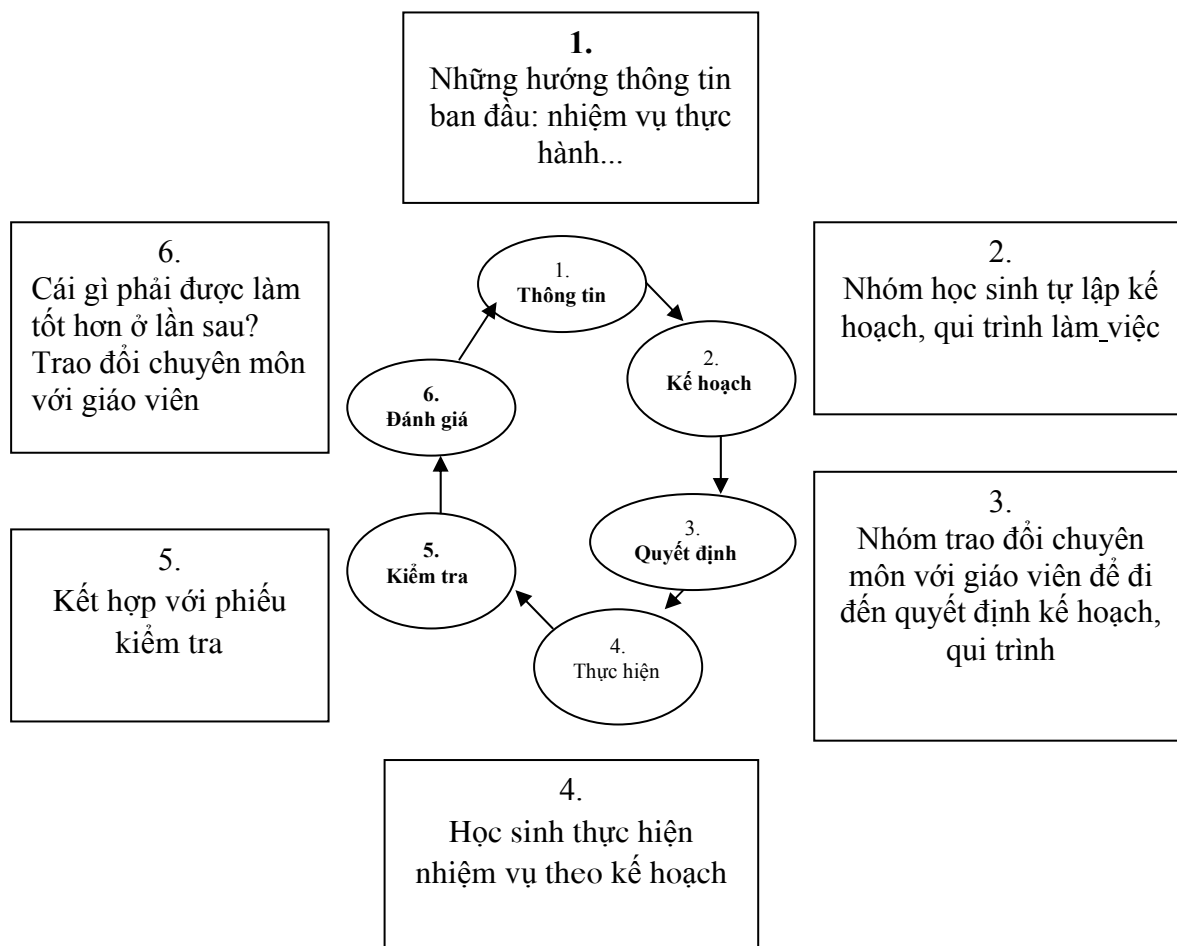 1.
Những hướng thông tin
ban đầu: nhiệm vụ thực
hành...
6.
Cái gì phải được làm
tốt hơn ở lần sau?
Trao đổi chuyên môn
với giáo viên
1.
Thông tin
2.
Kế hoạch
3.
Quyết định
4.
Thực hiện
5.
Kiểm tra
6.
Đánh giá
2.
Nhóm học sinh tự lập kế
hoạch, qui trình làm việc
3.
Nhóm trao đổi chuyên
môn với giáo viên để đi
đến quyết định kế hoạch,
qui trình
5.
Kết hợp với phiếu
kiểm tra
4.
Học sinh thực hiện
nhiệm vụ theo kế hoạch